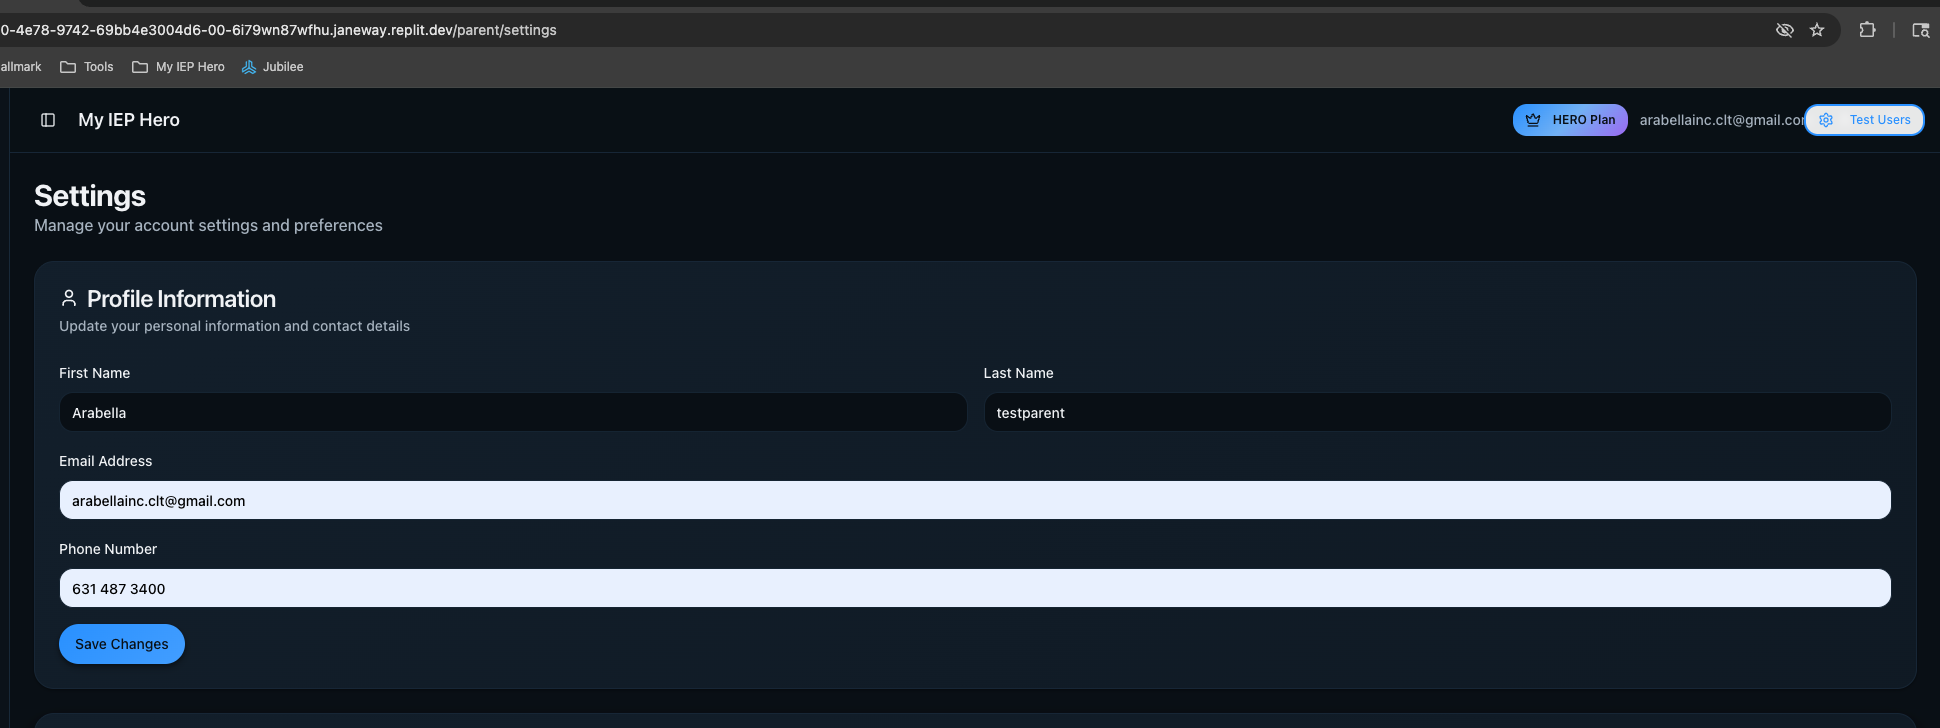 0-4e78-9742-69bb4e3004d6-00-6i79wn87wfhu.janeway.replit.dev/parent/settings
allmark Tools My IEP Hero Jubilee
My IEP Hero HERO Plan arabellainc.clt@gmail.cor Test Users
Settings
Manage your account settings and preferences
Profile Information
Update your personal information and contact details
First Name Last Name
Arabella testparent
Email Address
arabellainc.clt@gmail.com
Phone Number
631 487 3400
Save Changes